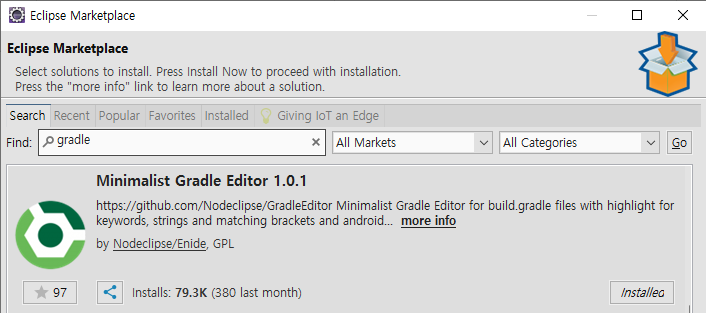 Eclipse Marketplace
Eclipse Marketplace
Select solutions to install. Press Install Now to proceed with installation.
Press the "more info" link to learn more about a solution.
Search Recent Popular Favorites Installed Giving IoT an Edge
Find: gradle All Markets All Categories Go
Minimalist Gradle Editor 1.0.1
https://github.com/Nodeclipse/GradleEditor Minimalist Gradle Editor for build.gradle files with highlight for
keywords, strings and matching brackets and android... more info
by Nodeclipse/Enide, GPL
97 Installs: 79.3K (380 last month) Installed